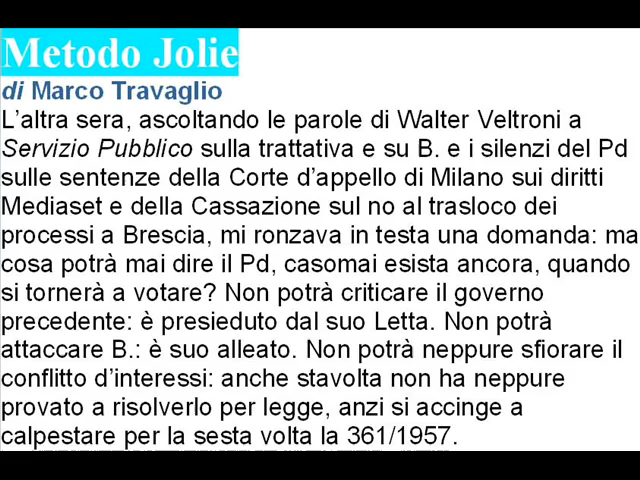 Metodo Jolie
di Marco Travaglio
L’altra sera, ascoltando le parole di Walter Veltroni a
Servizio Pubblico sulla trattativa e su B. e i silenzi del Pd
sulle sentenze della Corte d’appello di Milano sui diritti
Mediaset e della Cassazione sul no al trasloco dei
processi a Brescia, mi ronzava in testa una domanda: ma
cosa potrà mai dire il Pd, casomai esista ancora, quando
si tornerà a votare? Non potrà criticare il governo
precedente: è presieduto dal suo Letta. Non potrà
attaccare B.: è suo alleato. Non potrà neppure sfiorare il
conflitto d’interessi: anche stavolta non ha neppure
provato a risolverlo per legge, anzi si accinge a
calpestare per la sesta volta la 361/1957.